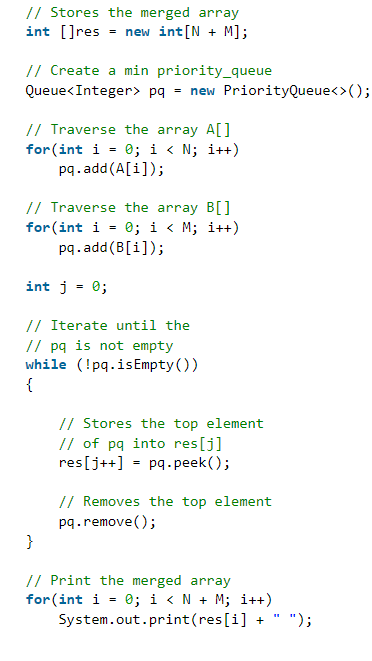 // Stores the merged array
int []res = new int[N + M];
// Create a min priority_queue
Queue<Integer> pq = new PriorityQueue<>();
// Traverse the array A[]
for(int i = 0; i < N; i++)
pq.add(A[i]);
// Traverse the array B[]
for(int i = 0; i < M; i++)
pq.add(B[i]);
int j = 0;
// Iterate until the
// pq is not empty
while (!pq.isEmpty())
{
// Stores the top element
// of pq into res[j]
res[j++] = pq.peek();
// Removes the top element
pq.remove();
}
// Print the merged array
for(int i = 0; i < N + M; i++)
System.out.print(res[i] + " ");